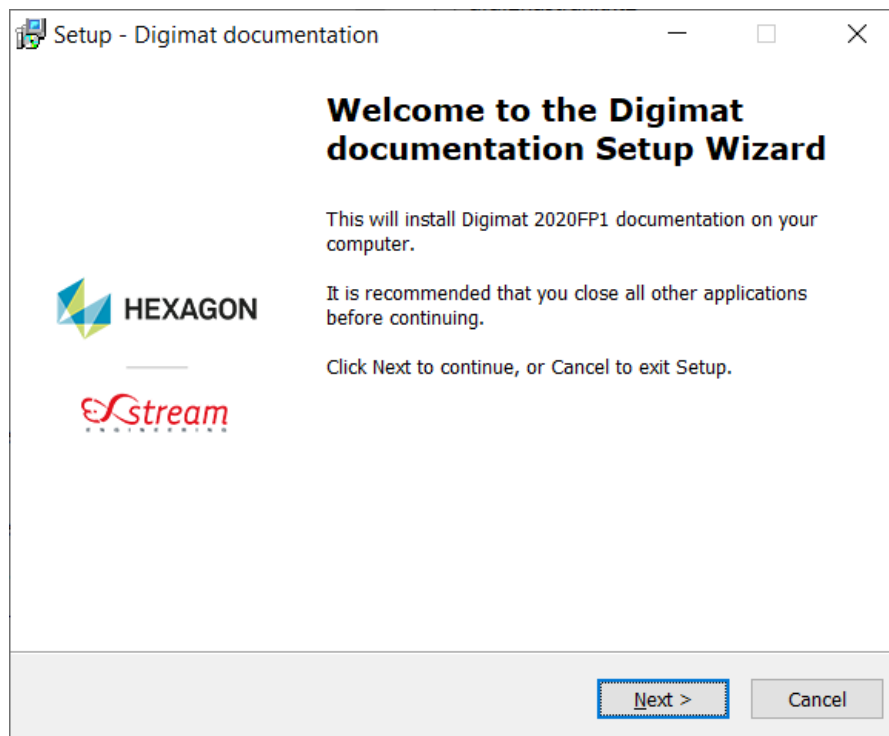 Setup - Digimat documentation
Welcome to the Digimat
documentation Setup Wizard
This will install Digimat 2020FP1 documentation on your
computer.
It is recommended that you close all other applications
before continuing.
HEXAGON
Click Next to continue, or Cancel to exit Setup.
eXstream
ENGINEERING
Next >
Cancel